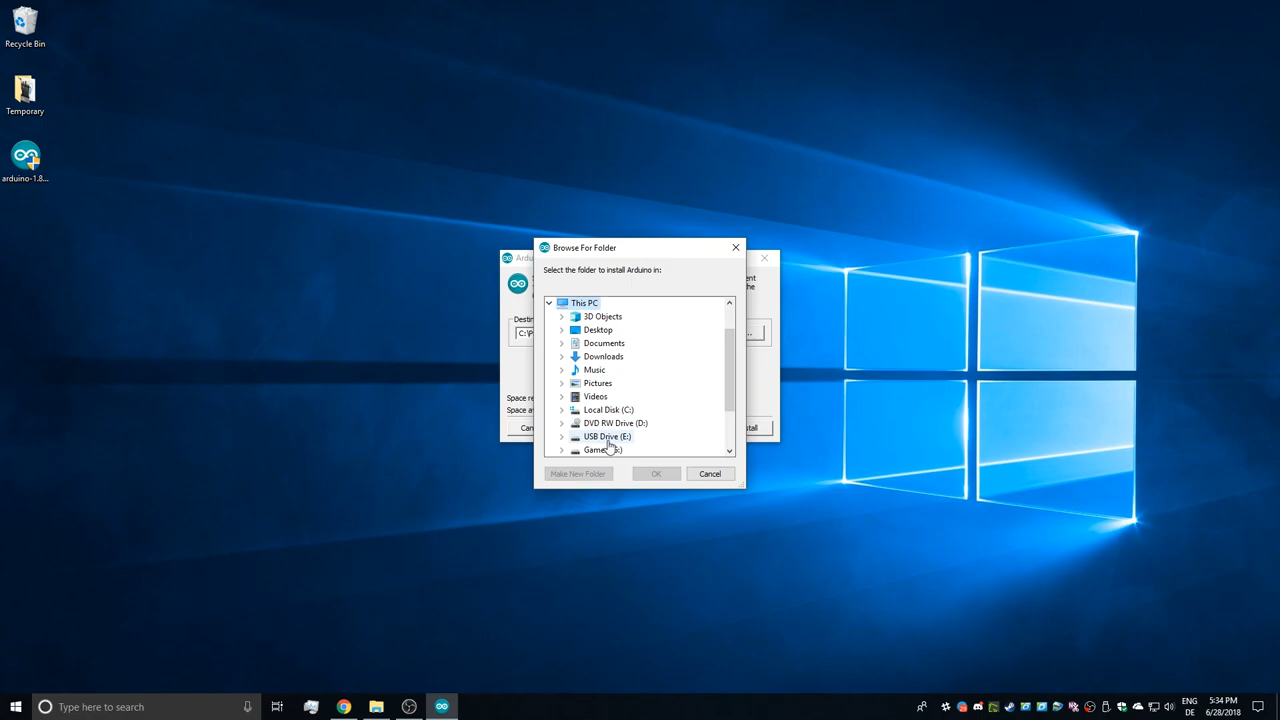 Recycle Bin
Temporary
arduino-1.8...
Browse For Folder
Select the folder to install Arduino in:
This PC
3D Objects
Desktop
Documents
Downloads
Music
Pictures
Videos
Local Disk (C:)
DVD RW Drive (D:)
USB Drive (E:)
Make New Folder
OK
Cancel
Type here to search
ENG
DE
5:34 PM
6/28/2018